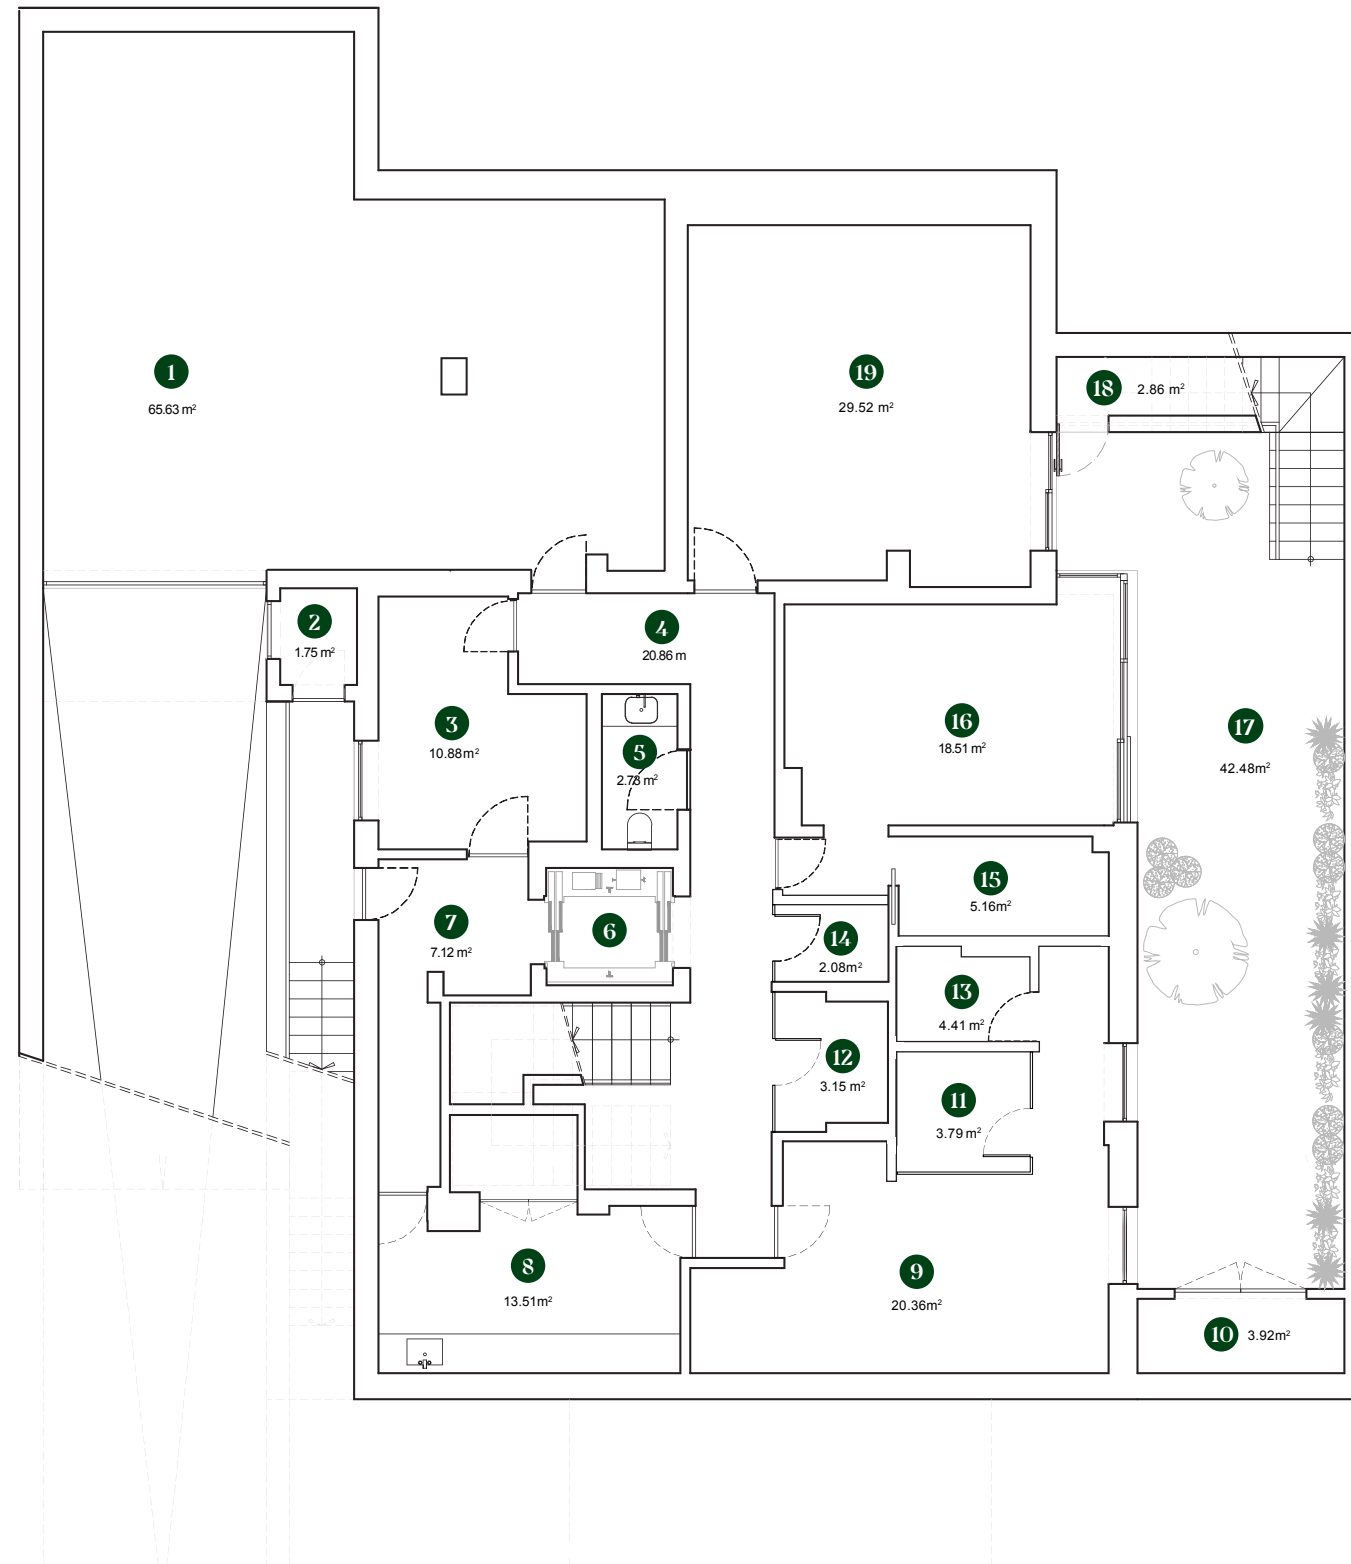 1
65.63 m²
2
1.75 m²
3
10.88m²
4
20.86 m
5
2.78 m²
6
7
7.12 m²
8
13.51m²
9
20.36m²
10 3.92m²
11
3.79 m²
12
3.15 m²
13
4.41 m²
14
2.08m²
15
5.16m²
16
18.51 m²
17
42.48m²
18 2.86 m²
19
29.52 m²